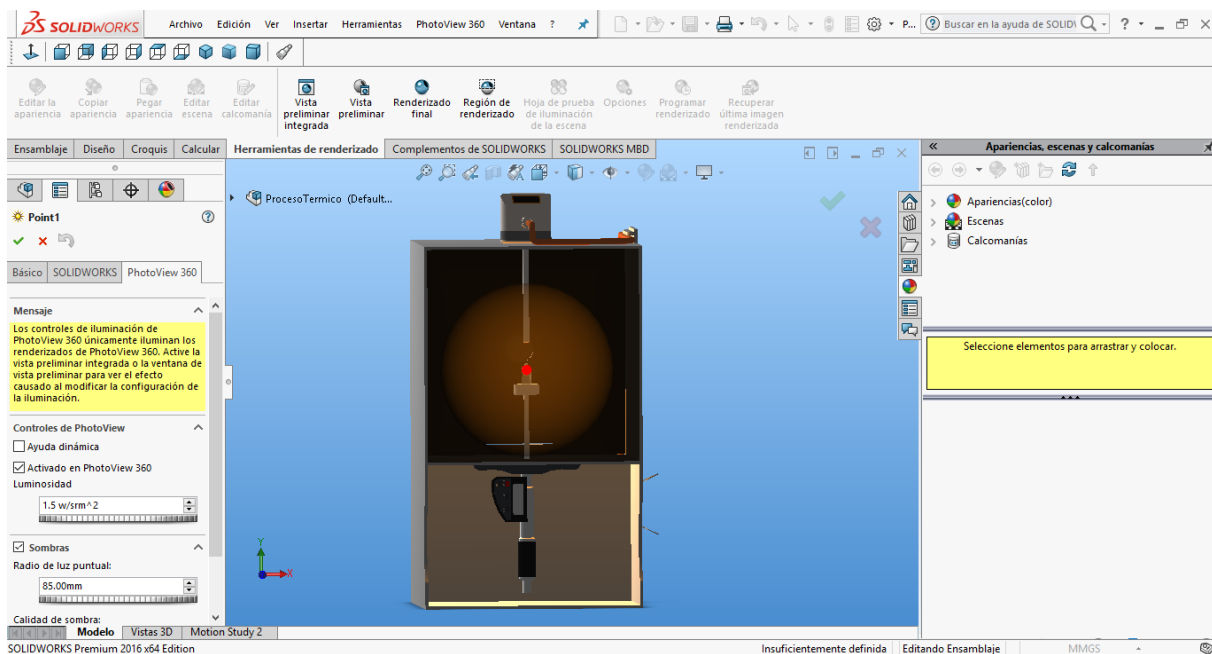 SOLIDWORKS Archivo Edición Ver Insertar Herramientas PhotoView 360 Ventana ? P... Buscar en la ayuda de SOLID ?
Editar la apariencia
Copiar apariencia
Pegar apariencia
Editar escena
Editar calcomanía
Vista preliminar integrada
Vista preliminar
Renderizado final
Región de renderizado
Hoja de prueba de iluminación de la escena
Opciones
Programar renderizado
Recuperar última imagen renderizada
Ensamblaje Diseño Croquis Calcular Herramientas de renderizado Complementos de SOLIDWORKS SOLIDWORKS MBD
Point1
Básico SOLIDWORKS PhotoView 360
Mensaje
Los controles de iluminación de
PhotoView 360 únicamente iluminan los
renderizados de PhotoView 360. Active la
vista preliminar integrada o la ventana de
vista preliminar para ver el efecto
causado al modificar la configuración de
la iluminación.
Controles de PhotoView
Ayuda dinámica
Activado en PhotoView 360
Luminosidad
1.5 w/srm^2
Sombras
Radio de luz puntual:
85.00mm
Calidad de sombra:
ProcesoTermico (Default...
Y
X
Apariencias, escenas y calcomanías
Apariencias(color)
Escenas
Calcomanías
Seleccione elementos para arrastrar y colocar.
Modelo Vistas 3D Motion Study 2
SOLIDWORKS Premium 2016 x64 Edition Insuficientemente definida Editando Ensamblaje MMGS